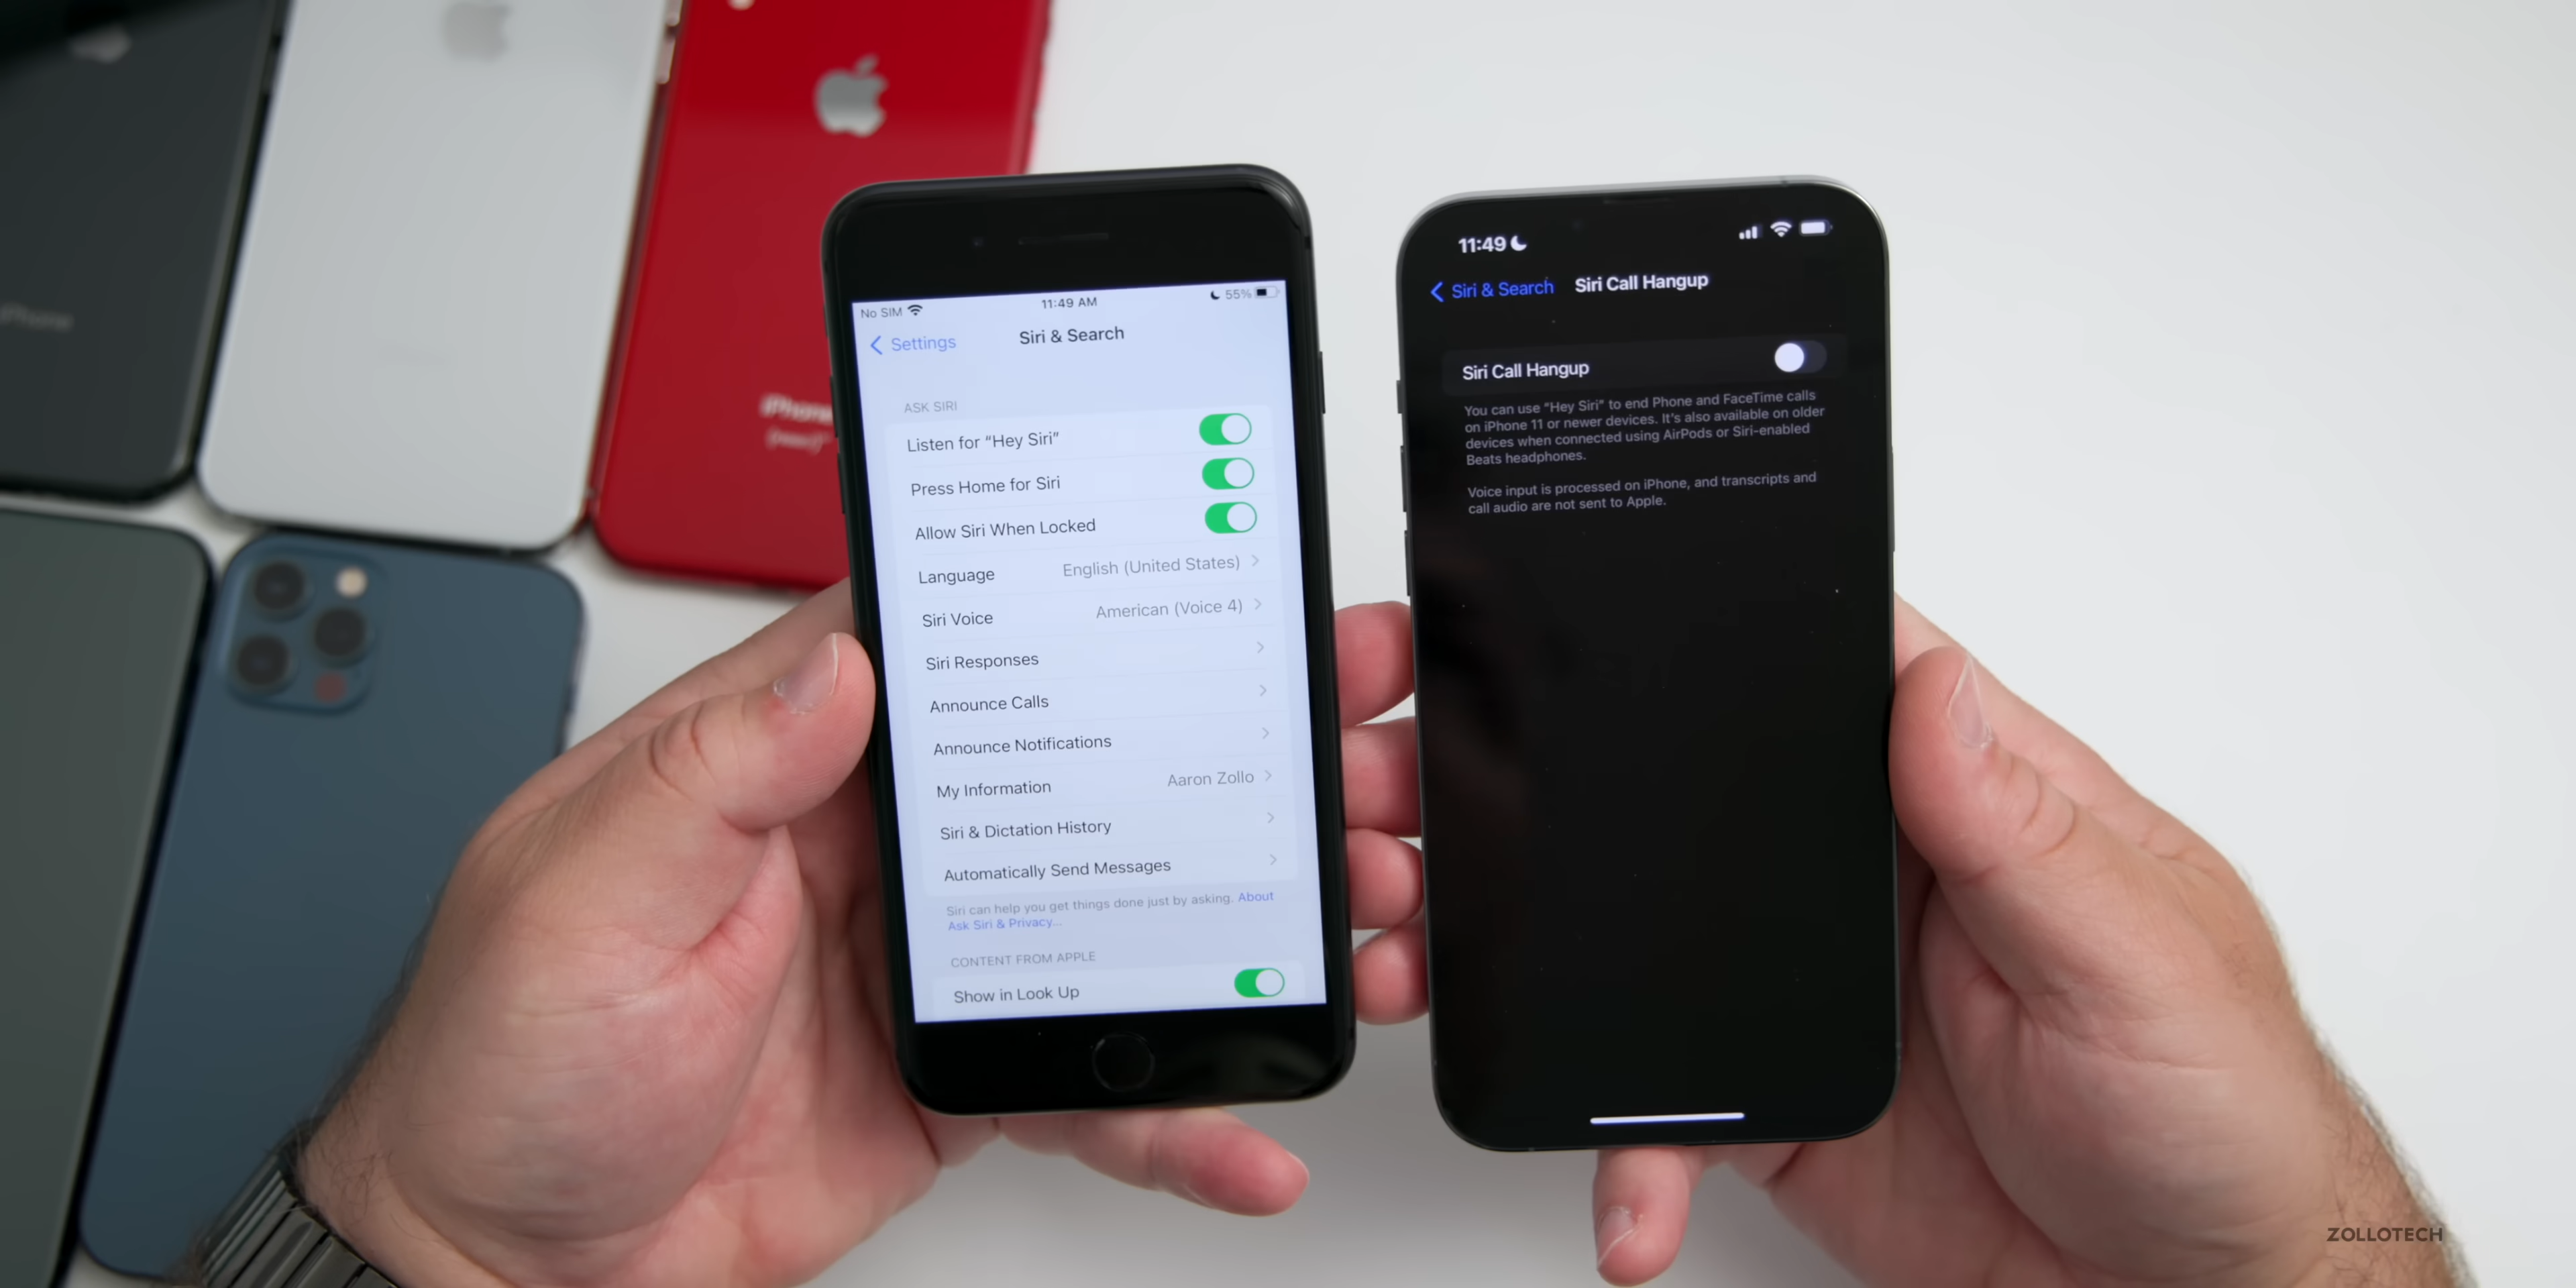 iPhone
iPhone
No SIM
11:49 AM
55%
Settings
Siri & Search
ASK SIRI
Listen for “Hey Siri”
Press Home for Siri
Allow Siri When Locked
Language English (United States)
Siri Voice American (Voice 4)
Siri Responses
Announce Calls
Announce Notifications
My Information Aaron Zollo
Siri & Dictation History
Automatically Send Messages
Siri can help you get things done just by asking. About
Ask Siri & Privacy...
CONTENT FROM APPLE
Show in Look Up
11:49
Siri & Search
Siri Call Hangup
Siri Call Hangup
You can use “Hey Siri” to end Phone and FaceTime calls
on iPhone 11 or newer devices. It’s also available on older
devices when connected using AirPods or Siri-enabled
Beats headphones.
Voice input is processed on iPhone, and transcripts and
call audio are not sent to Apple.
ZOLLOTECH